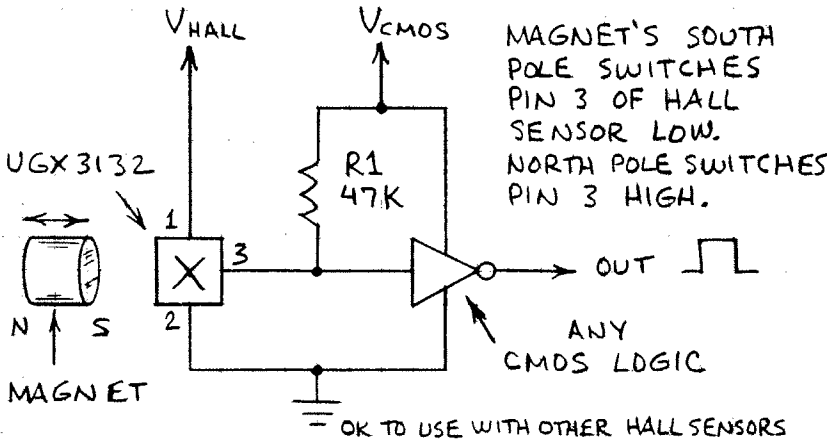 VHALL
VCMOS
MAGNET'S SOUTH
POLE SWITCHES
PIN 3 OF HALL
SENSOR LOW.
NORTH POLE SWITCHES
PIN 3 HIGH.
UGX3132
R1
47K
1
3
X
2
OUT
N S
MAGNET
ANY
CMOS LOGIC
OK TO USE WITH OTHER HALL SENSORS